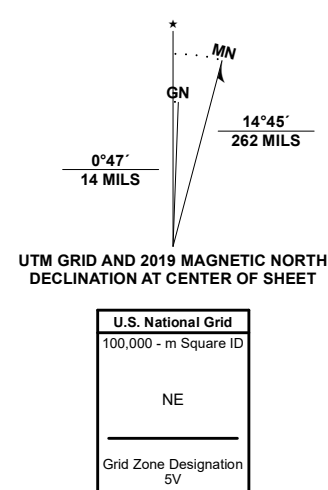 ★
MN
GN
14°45´
262 MILS
0°47´
14 MILS
UTM GRID AND 2019 MAGNETIC NORTH
DECLINATION AT CENTER OF SHEET
U.S. National Grid
100,000 - m Square ID
NE
Grid Zone Designation
5V